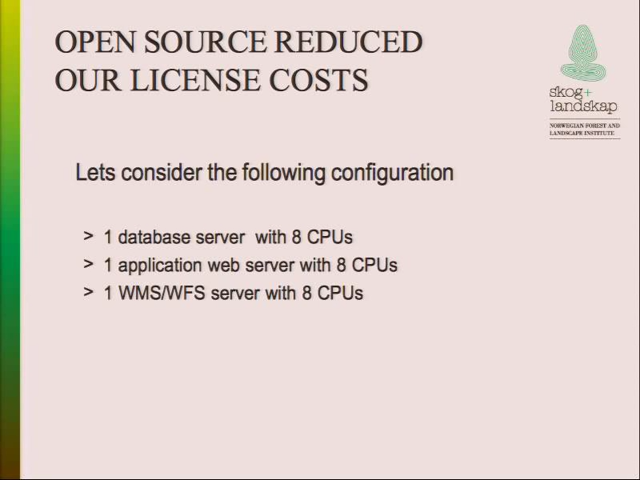 OPEN SOURCE REDUCED
OUR LICENSE COSTS
skog+
landskap
NORWEGIAN FOREST AND
LANDSCAPE INSTITUTE
Lets consider the following configuration
> 1 database server with 8 CPUs
> 1 application web server with 8 CPUs
> 1 WMS/WFS server with 8 CPUs